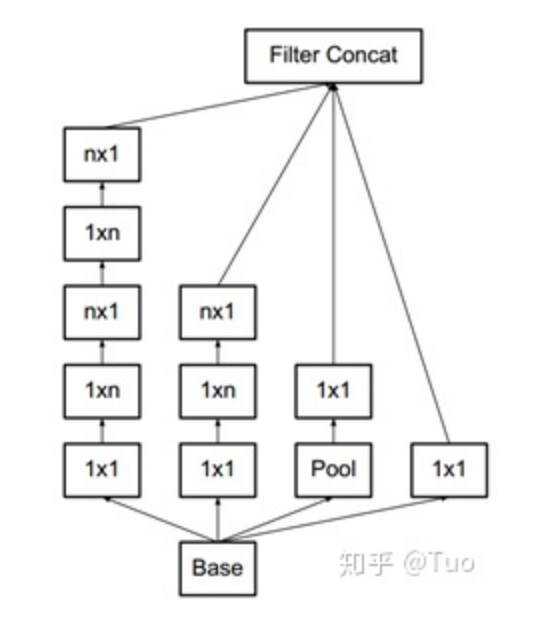 Filter Concat
nx1
1xn
nx1
nx1
1xn
1xn
1x1
1x1
1x1
Pool
1x1
Base
知乎 @Tuo